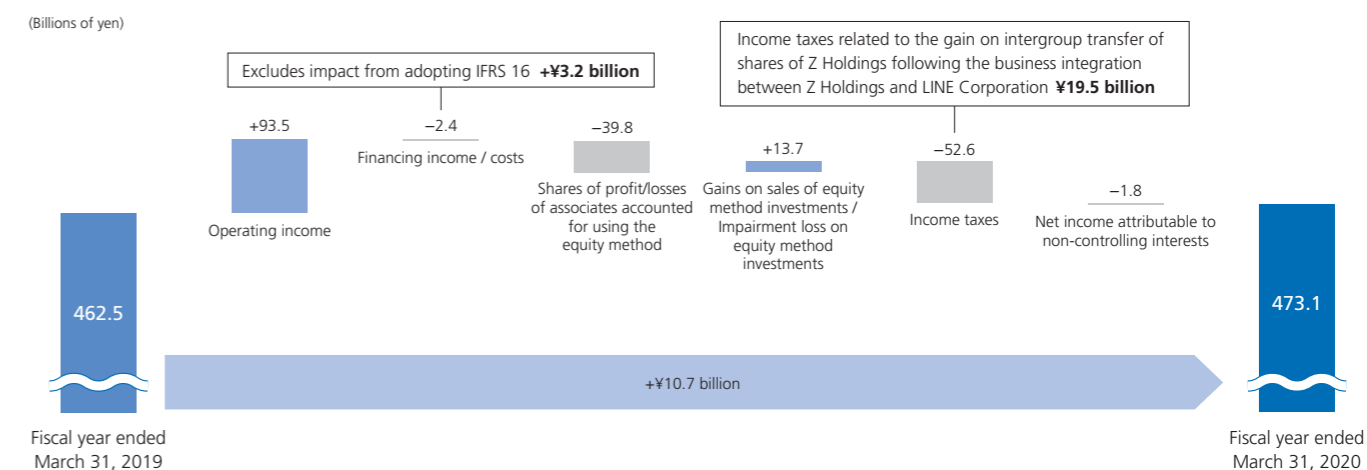 (Billions of yen)
Excludes impact from adopting IFRS 16 +¥3.2 billion
Income taxes related to the gain on intergroup transfer of
shares of Z Holdings following the business integration
between Z Holdings and LINE Corporation ¥19.5 billion
+93.5
Operating income
−2.4
Financing income / costs
−39.8
Shares of profit/losses
of associates accounted
for using the
equity method
+13.7
Gains on sales of equity
method investments /
Impairment loss on
equity method
investments
−52.6
Income taxes
−1.8
Net income attributable to
non-controlling interests
462.5
473.1
+¥10.7 billion
Fiscal year ended
March 31, 2019
Fiscal year ended
March 31, 2020